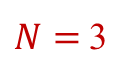 N = 3